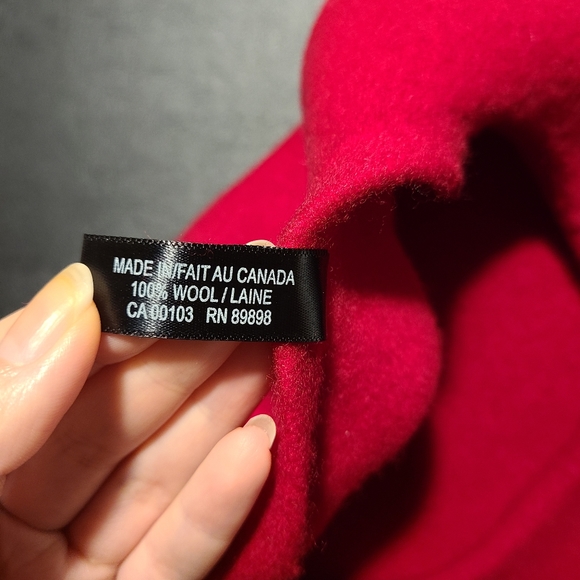 MADE IN/FAIT AU CANADA
100% WOOL / LAINE
CA 00103 RN 89898